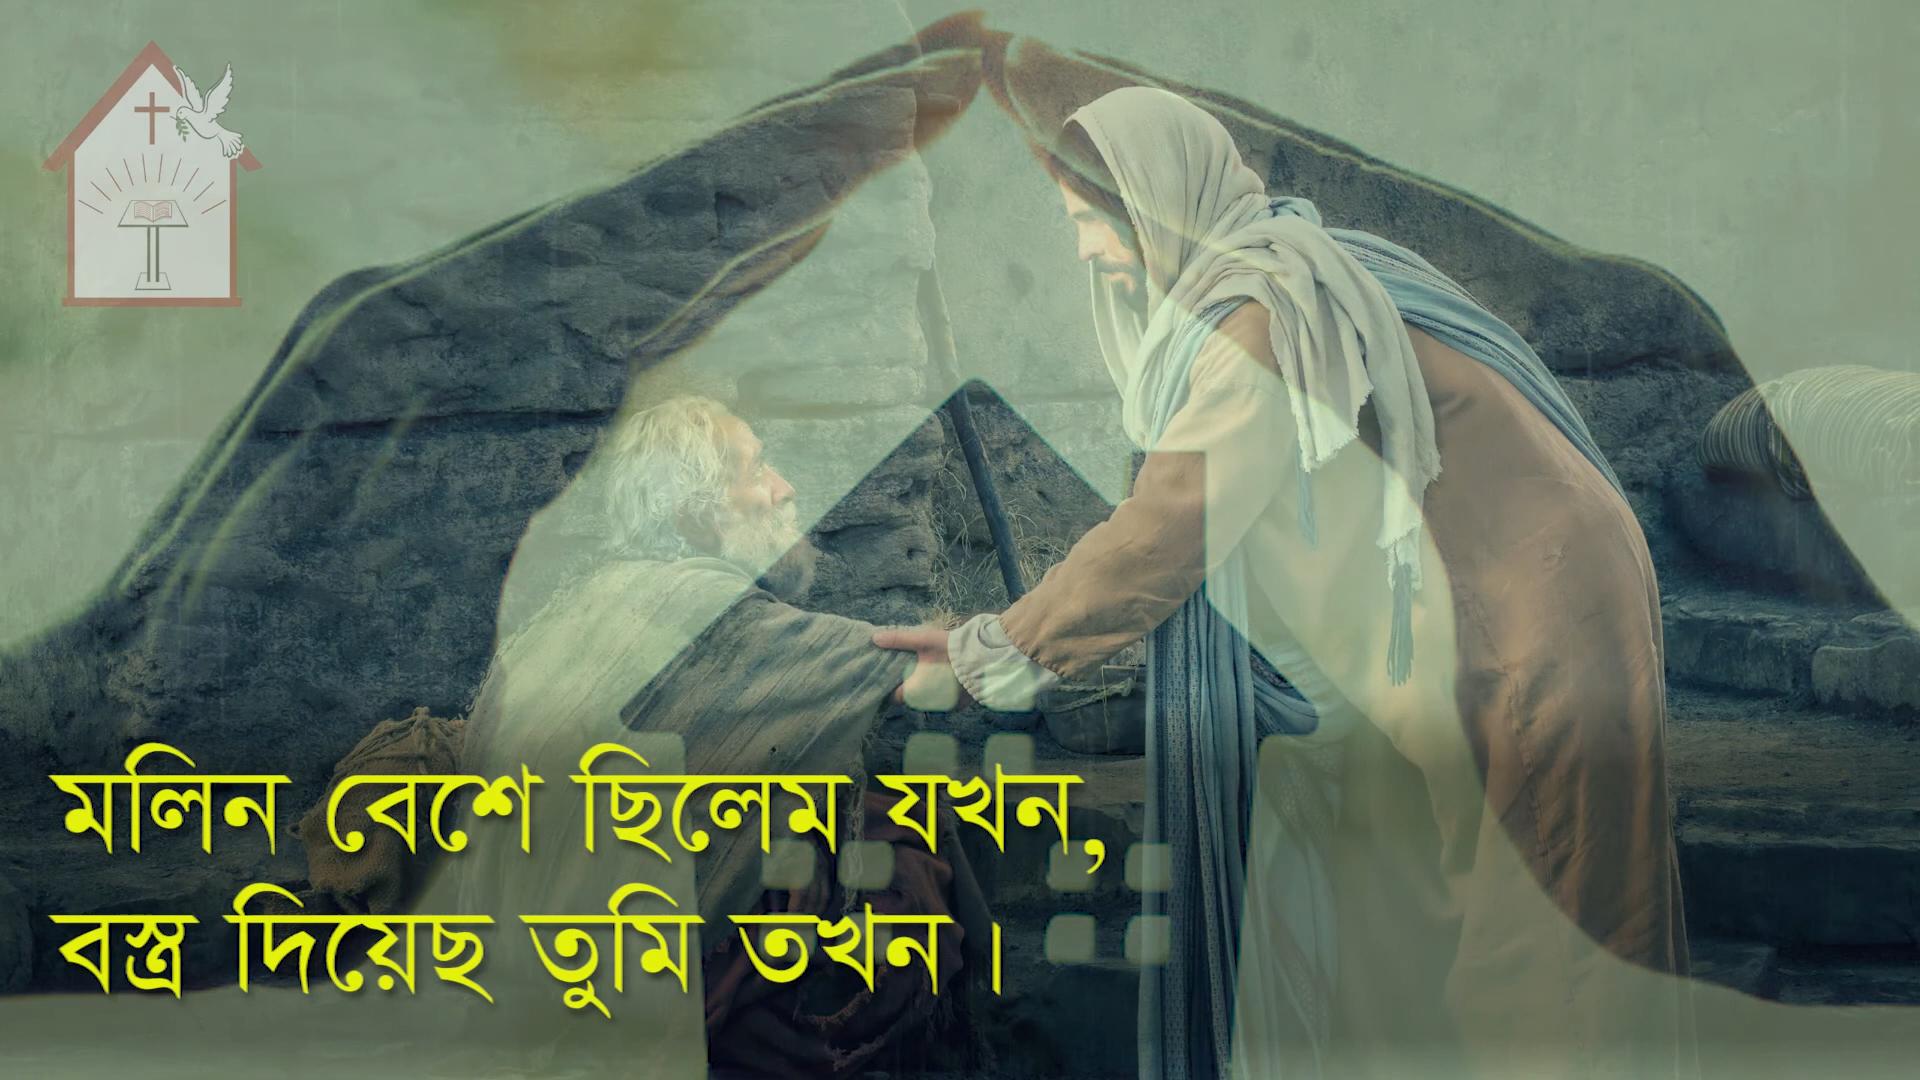 মলিন বেশে ছিলেম যখন,
বস্ত্র দিয়েছ তুমি তখন।